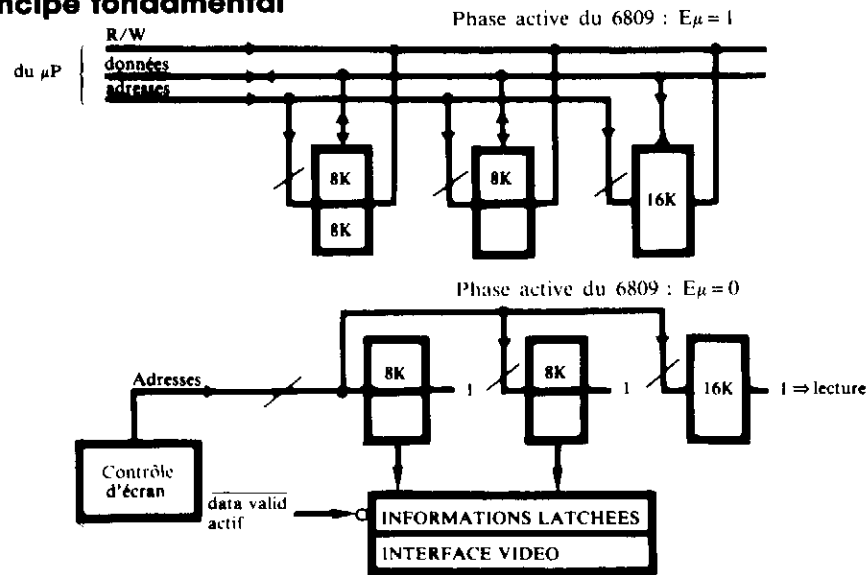 ncipe fondamental
Phase active du 6809 : Eμ = 1
R/W
du μP
données
adresses
8K
8K
8K
16K
Phase active du 6809 : Eμ = 0
Adresses
8K
1
8K
1
16K
1 ⇒ lecture
Contrôle
d'écran
data valid
actif
INFORMATIONS LATCHEES
INTERFACE VIDEO